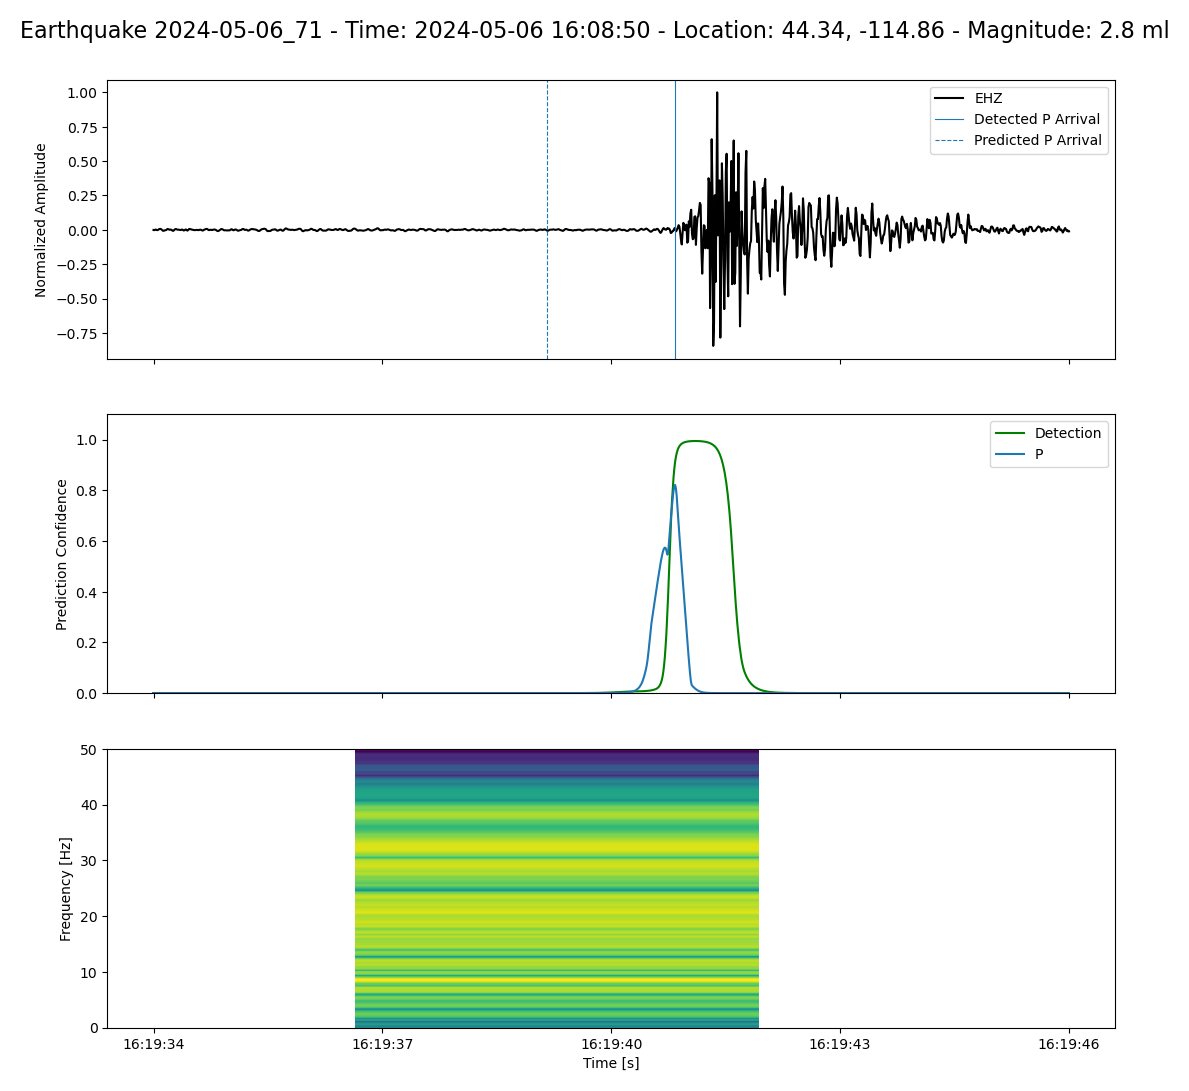 Earthquake 2024-05-06_71 - Time: 2024-05-06 16:08:50 - Location: 44.34, -114.86 - Magnitude: 2.8 ml
Normalized Amplitude
1.00
0.75
0.50
0.25
0.00
−0.25
−0.50
−0.75
EHZ
Detected P Arrival
Predicted P Arrival
Prediction Confidence
1.0
0.8
0.6
0.4
0.2
0.0
Detection
P
Frequency [Hz]
50
40
30
20
10
0
16:19:34 16:19:37 16:19:40 16:19:43 16:19:46
Time [s]